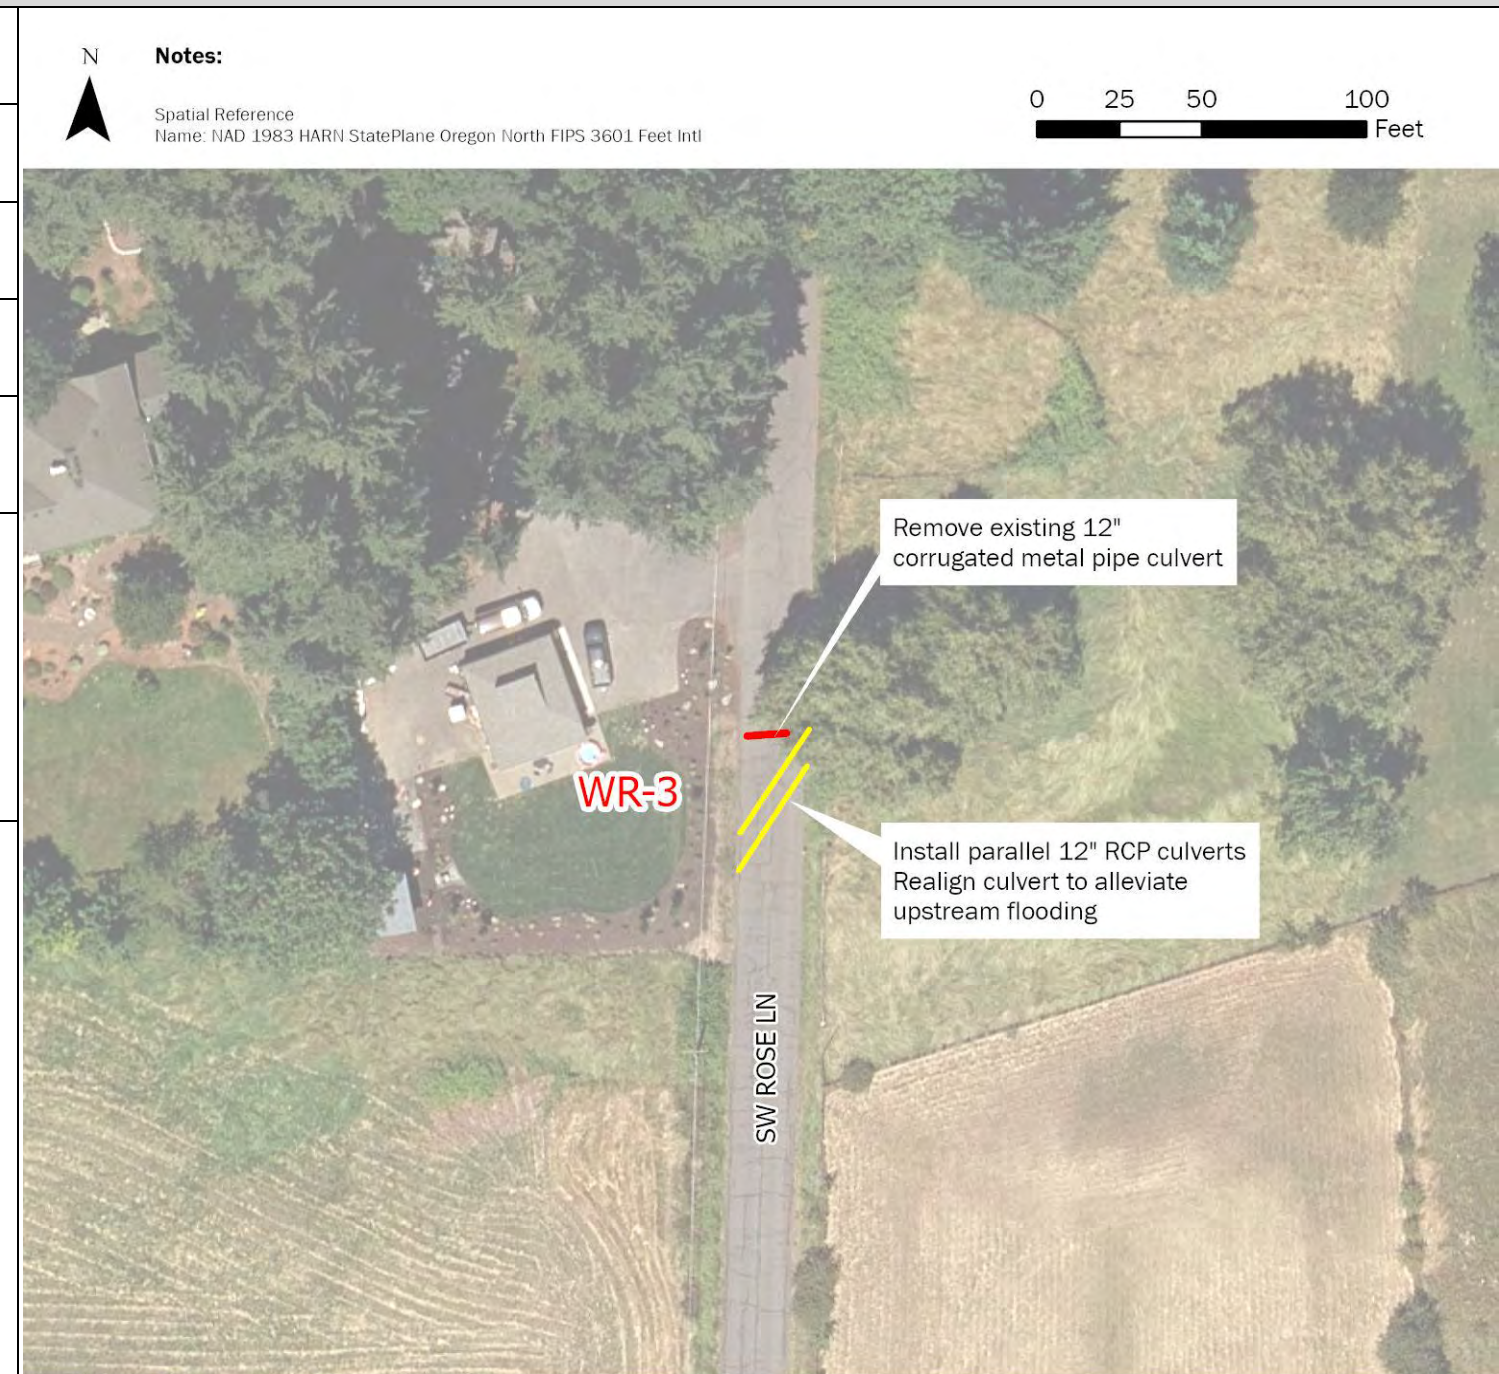 N
Notes:
Spatial Reference
Name: NAD 1983 HARN StatePlane Oregon North FIPS 3601 Feet Intl
0 25 50 100
Feet
Remove existing 12"
corrugated metal pipe culvert
WR-3
Install parallel 12" RCP culverts
Realign culvert to alleviate
upstream flooding
SW ROSE LN